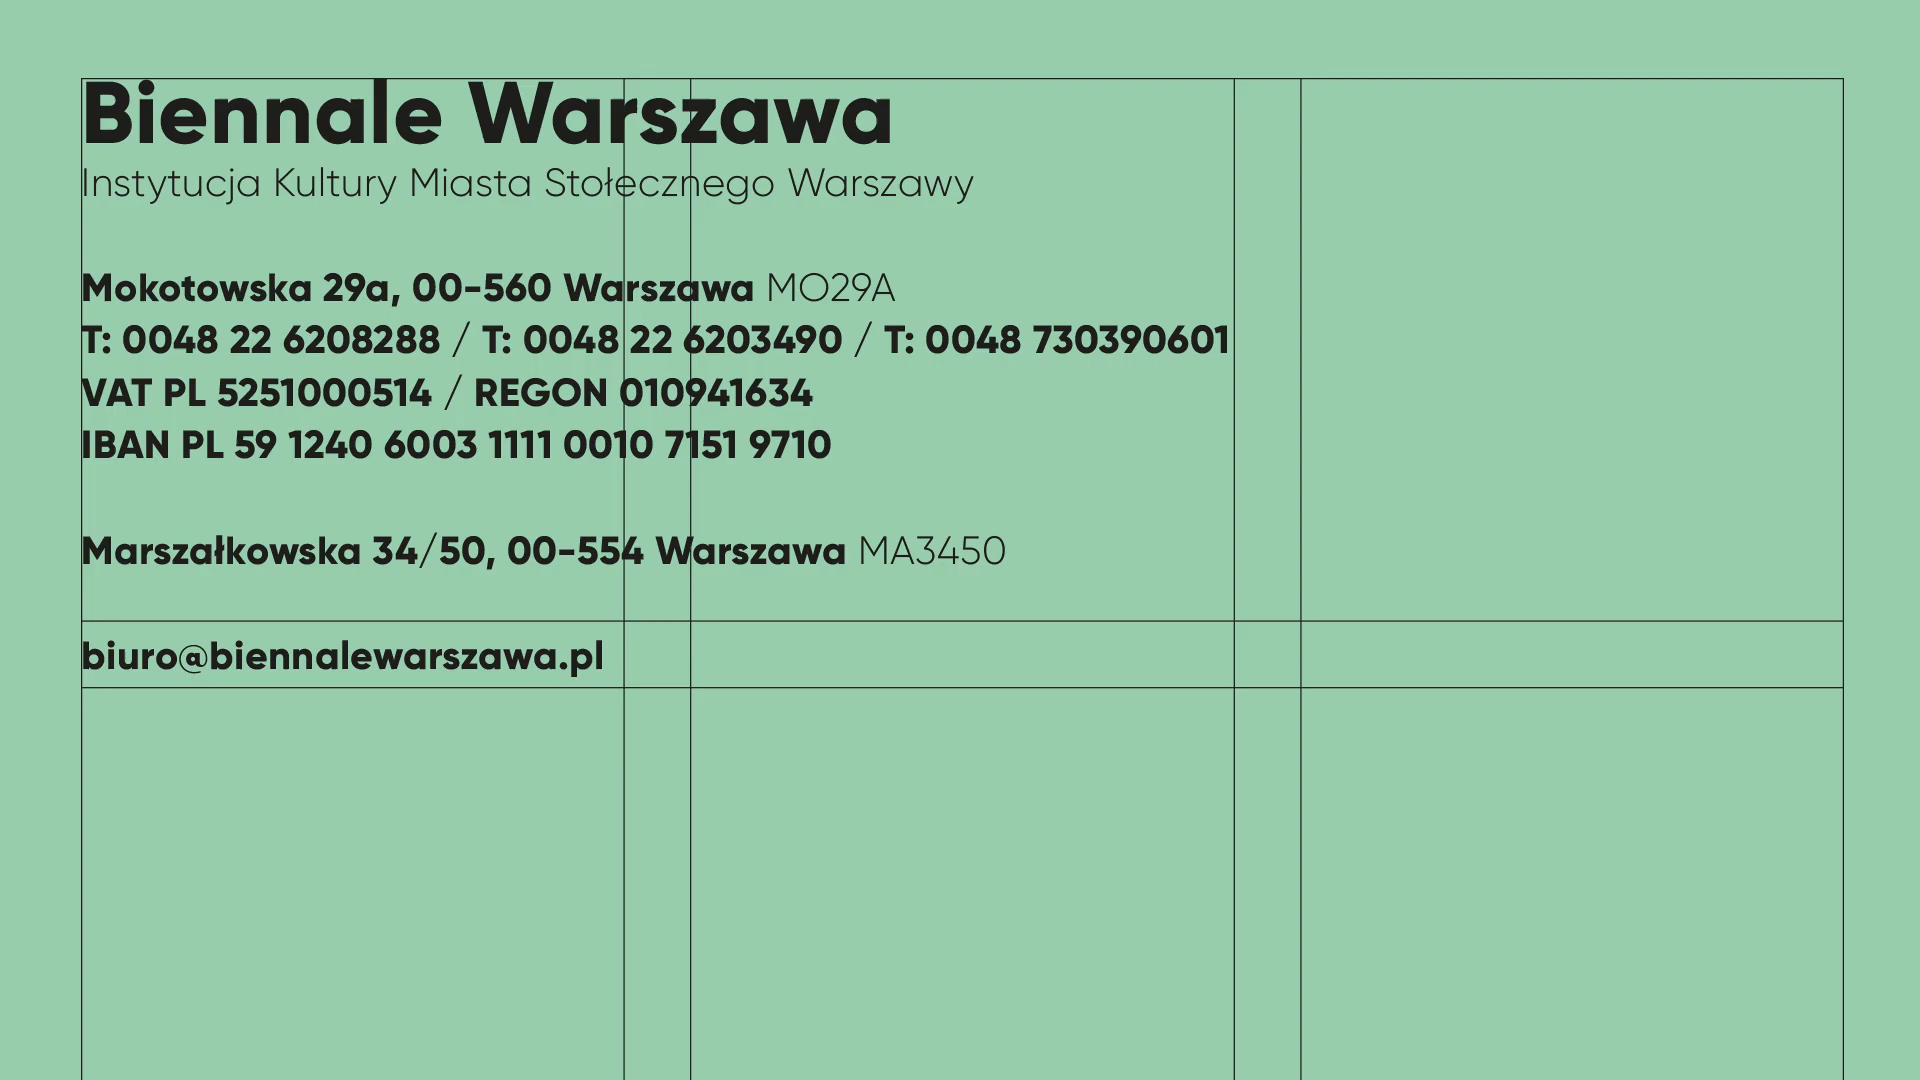 Biennale Warszawa
Instytucja Kultury Miasta Stołecznego Warszawy
Mokotowska 29a, 00-560 Warszawa MO29A
T: 0048 22 6208288 / T: 0048 22 6203490 / T: 0048 730390601
VAT PL 5251000514 / REGON 010941634
IBAN PL 59 1240 6003 1111 0010 7151 9710
Marszałkowska 34/50, 00-554 Warszawa MA3450
biuro@biennalewarszawa.pl